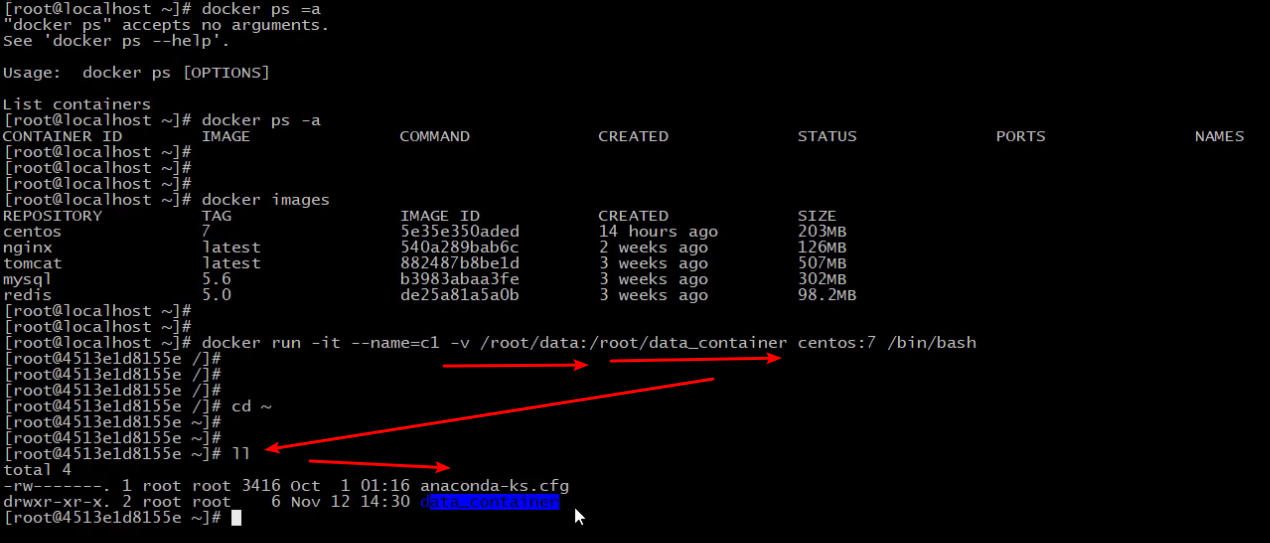 [root@localhost ~]# docker ps =a
"docker ps" accepts no arguments.
See 'docker ps --help'.
Usage:  docker ps [OPTIONS]
List containers
[root@localhost ~]# docker ps -a
CONTAINER ID        IMAGE               COMMAND             CREATED             STATUS              PORTS               NAMES
[root@localhost ~]#
[root@localhost ~]#
[root@localhost ~]#
[root@localhost ~]# docker images
REPOSITORY          TAG                 IMAGE ID            CREATED             SIZE
centos              7                   5e35e350aded        14 hours ago        203MB
nginx               latest              540a289bab6c        2 weeks ago         126MB
tomcat              latest              882487b8be1d        3 weeks ago         507MB
mysql               5.6                 b3983abaa3fe        3 weeks ago         302MB
redis               5.0                 de25a81a5a0b        3 weeks ago         98.2MB
[root@localhost ~]#
[root@localhost ~]#
[root@localhost ~]# docker run -it --name=c1 -v /root/data:/root/data_container centos:7 /bin/bash
[root@4513e1d8155e /]#
[root@4513e1d8155e /]#
[root@4513e1d8155e /]#
[root@4513e1d8155e /]# cd ~
[root@4513e1d8155e ~]#
[root@4513e1d8155e ~]#
[root@4513e1d8155e ~]# ll
total 4
-rw-------. 1 root root 3416 Oct  1 01:16 anaconda-ks.cfg
drwxr-xr-x. 2 root root    6 Nov 12 14:30 data_container
[root@4513e1d8155e ~]#